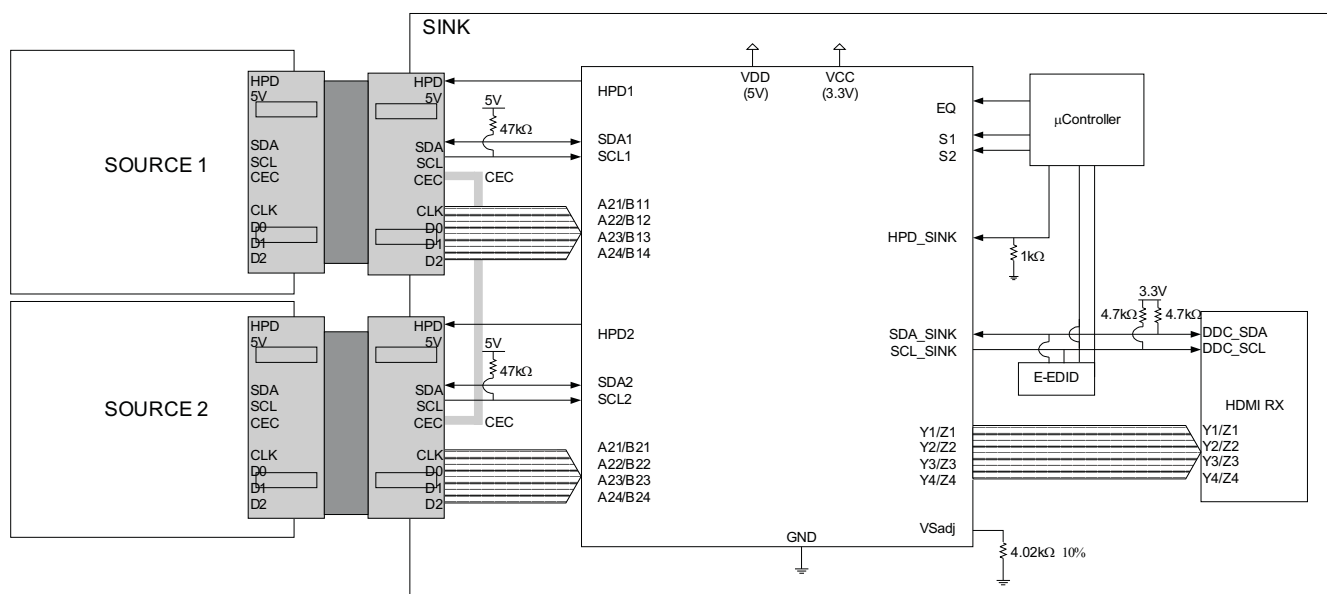 SINK
SOURCE 1
HPD
5V
SDA
SCL
CEC
CLK
D0
D1
D2
HPD
5V
SDA
SCL
CEC
CLK
D0
D1
D2
5V
47kΩ
CEC
HPD1
SDA1
SCL1
A21/B11
A22/B12
A23/B13
A24/B14
VDD
(5V)
VCC
(3.3V)
EQ
S1
S2
HPD_SINK
μController
1kΩ
SOURCE 2
HPD
5V
SDA
SCL
CEC
CLK
D0
D1
D2
HPD
5V
SDA
SCL
CEC
CLK
D0
D1
D2
5V
47kΩ
CEC
HPD2
SDA2
SCL2
A21/B21
A22/B22
A23/B23
A24/B24
SDA_SINK
SCL_SINK
3.3V
4.7kΩ
4.7kΩ
E-EDID
DDC_SDA
DDC_SCL
HDMI RX
Y1/Z1
Y2/Z2
Y3/Z3
Y4/Z4
Y1/Z1
Y2/Z2
Y3/Z3
Y4/Z4
VSadj
4.02kΩ 10%
GND